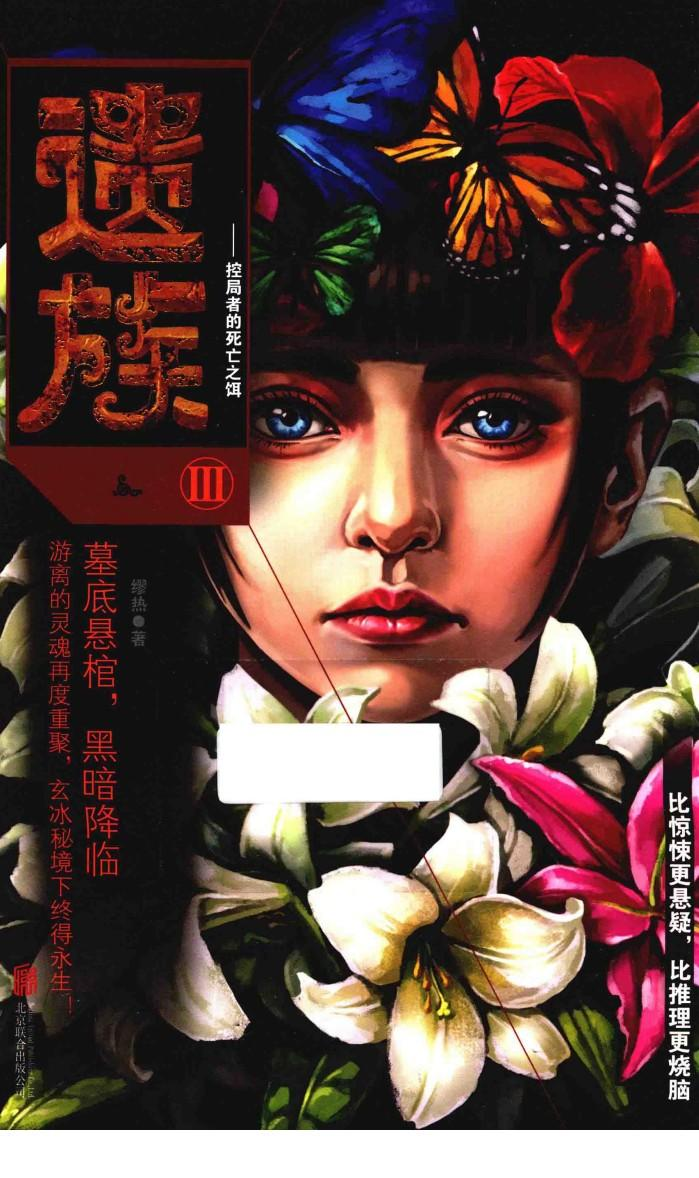 遗族
——控局者的死亡之饵
III
缪热●著
墓底悬棺，黑暗降临
游离的灵魂再度重聚，玄冰秘境下终得永生！
比惊悚更悬疑，比推理更烧脑
北京联合出版公司